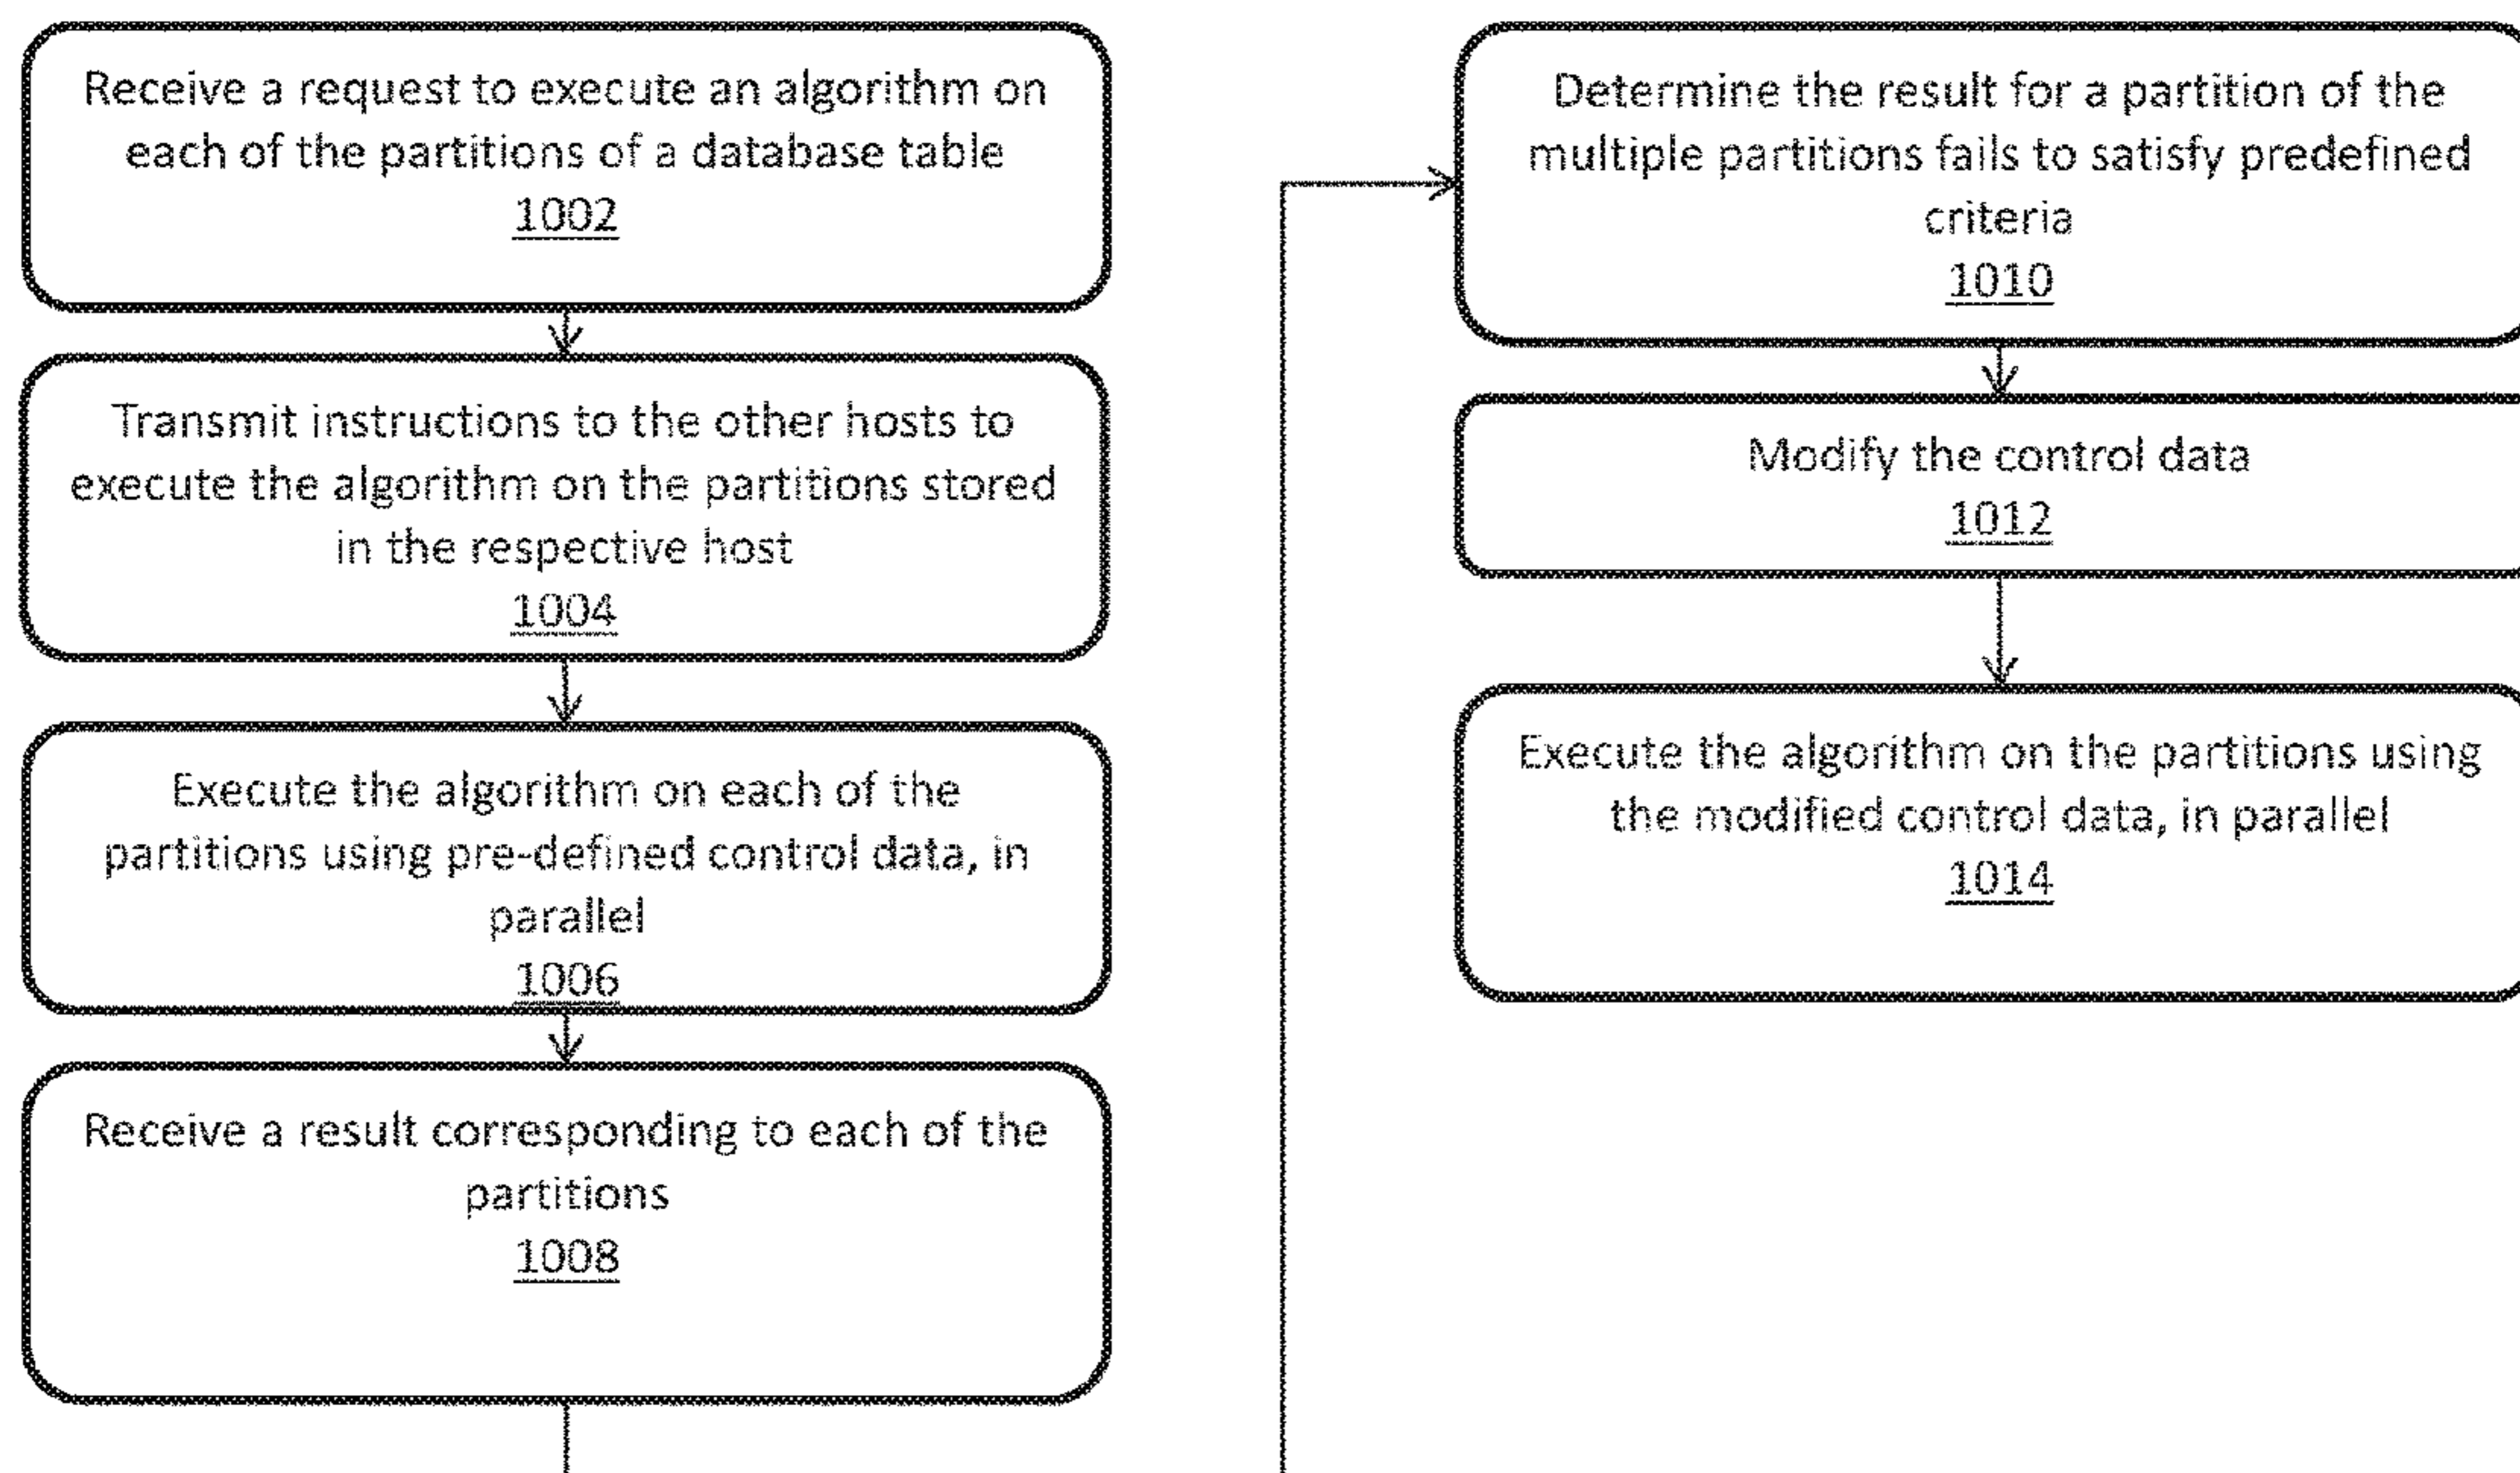 Receive a request to execute an algorithm on
each of the partitions of a database table
1002
Transmit instructions to the other hosts to
execute the algorithm on the partitions stored
in the respective host
1004
Execute the algorithm on each of the
partitions using pre-defined control data, in
parallel
1006
Receive a result corresponding to each of the
partitions
1008
Determine the result for a partition of the
multiple partitions fails to satisfy predefined
criteria
1010
Modify the control data
1012
Execute the algorithm on the partitions using
the modified control data, in parallel
1014